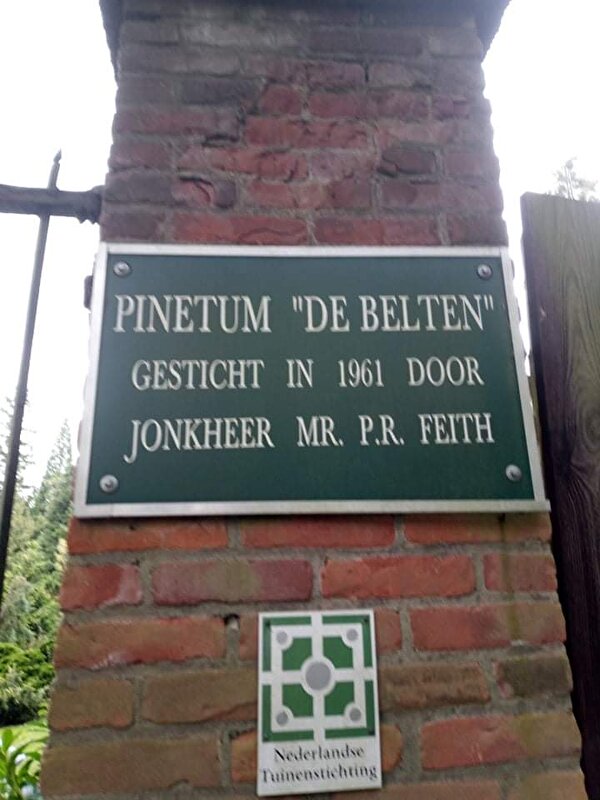 PINETUM "DE BELTEN"
GESTICHT IN 1961 DOOR
JONKHEER MR. P.R. FEITH
Nederlandse
Tuinenstichting